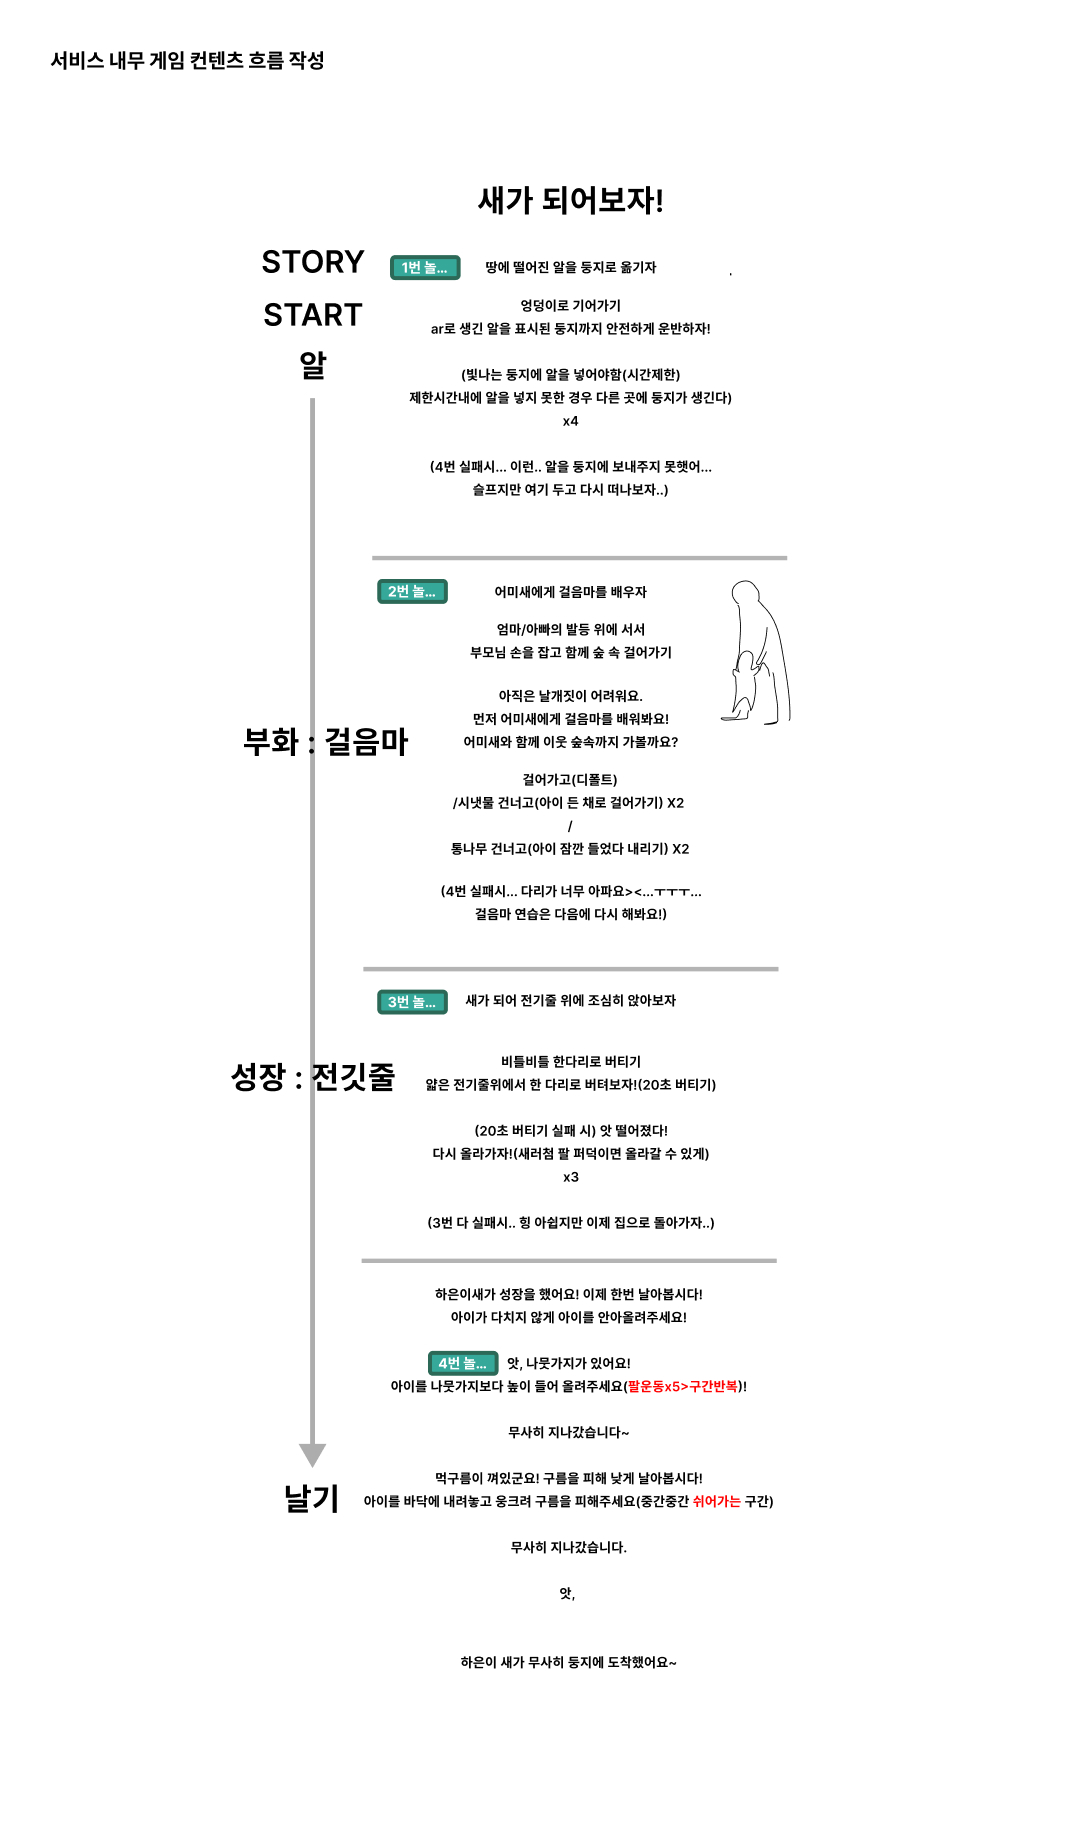 서비스 내무 게임 컨텐츠 흐름 작성
새가 되어보자!
STORY
START
알
1번 놀...
땅에 떨어진 알을 둥지로 옮기자
엉덩이로 기어가기
ar로 생긴 알을 표시된 둥지까지 안전하게 운반하자!
(빛나는 둥지에 알을 넣어야함(시간제한)
제한시간내에 알을 넣지 못한 경우 다른 곳에 둥지가 생긴다)
x4
(4번 실패시... 이런.. 알을 둥지에 보내주지 못햇어...
슬프지만 여기 두고 다시 떠나보자..)
부화 : 걸음마
2번 놀...
어미새에게 걸음마를 배우자
엄마/아빠의 발등 위에 서서
부모님 손을 잡고 함께 숲 속 걸어가기
아직은 날개짓이 어려워요.
먼저 어미새에게 걸음마를 배워봐요!
어미새와 함께 이웃 숲속까지 가볼까요?
걸어가고(디폴트)
/시냇물 건너고(아이 든 채로 걸어가기) X2
/
통나무 건너고(아이 잠깐 들었다 내리기) X2
(4번 실패시... 다리가 너무 아파요><...ㅜㅜㅜ...
걸음마 연습은 다음에 다시 해봐요!)
성장 : 전깃줄
3번 놀...
새가 되어 전기줄 위에 조심히 앉아보자
비틀비틀 한다리로 버티기
얇은 전기줄위에서 한 다리로 버텨보자!(20초 버티기)
(20초 버티기 실패 시) 앗 떨어졌다!
다시 올라가자!(새러첨 팔 퍼덕이면 올라갈 수 있게)
x3
(3번 다 실패시.. 힝 아쉽지만 이제 집으로 돌아가자..)
하은이새가 성장을 했어요! 이제 한번 날아봅시다!
아이가 다치지 않게 아이를 안아올려주세요!
4번 놀...
앗, 나뭇가지가 있어요!
아이를 나뭇가지보다 높이 들어 올려주세요(팔운동x5>구간반복)!
무사히 지나갔습니다~
먹구름이 껴있군요! 구름을 피해 낮게 날아봅시다!
날기
아이를 바닥에 내려놓고 웅크려 구름을 피해주세요(중간중간 쉬어가는 구간)
무사히 지나갔습니다.
앗,
하은이 새가 무사히 둥지에 도착했어요~